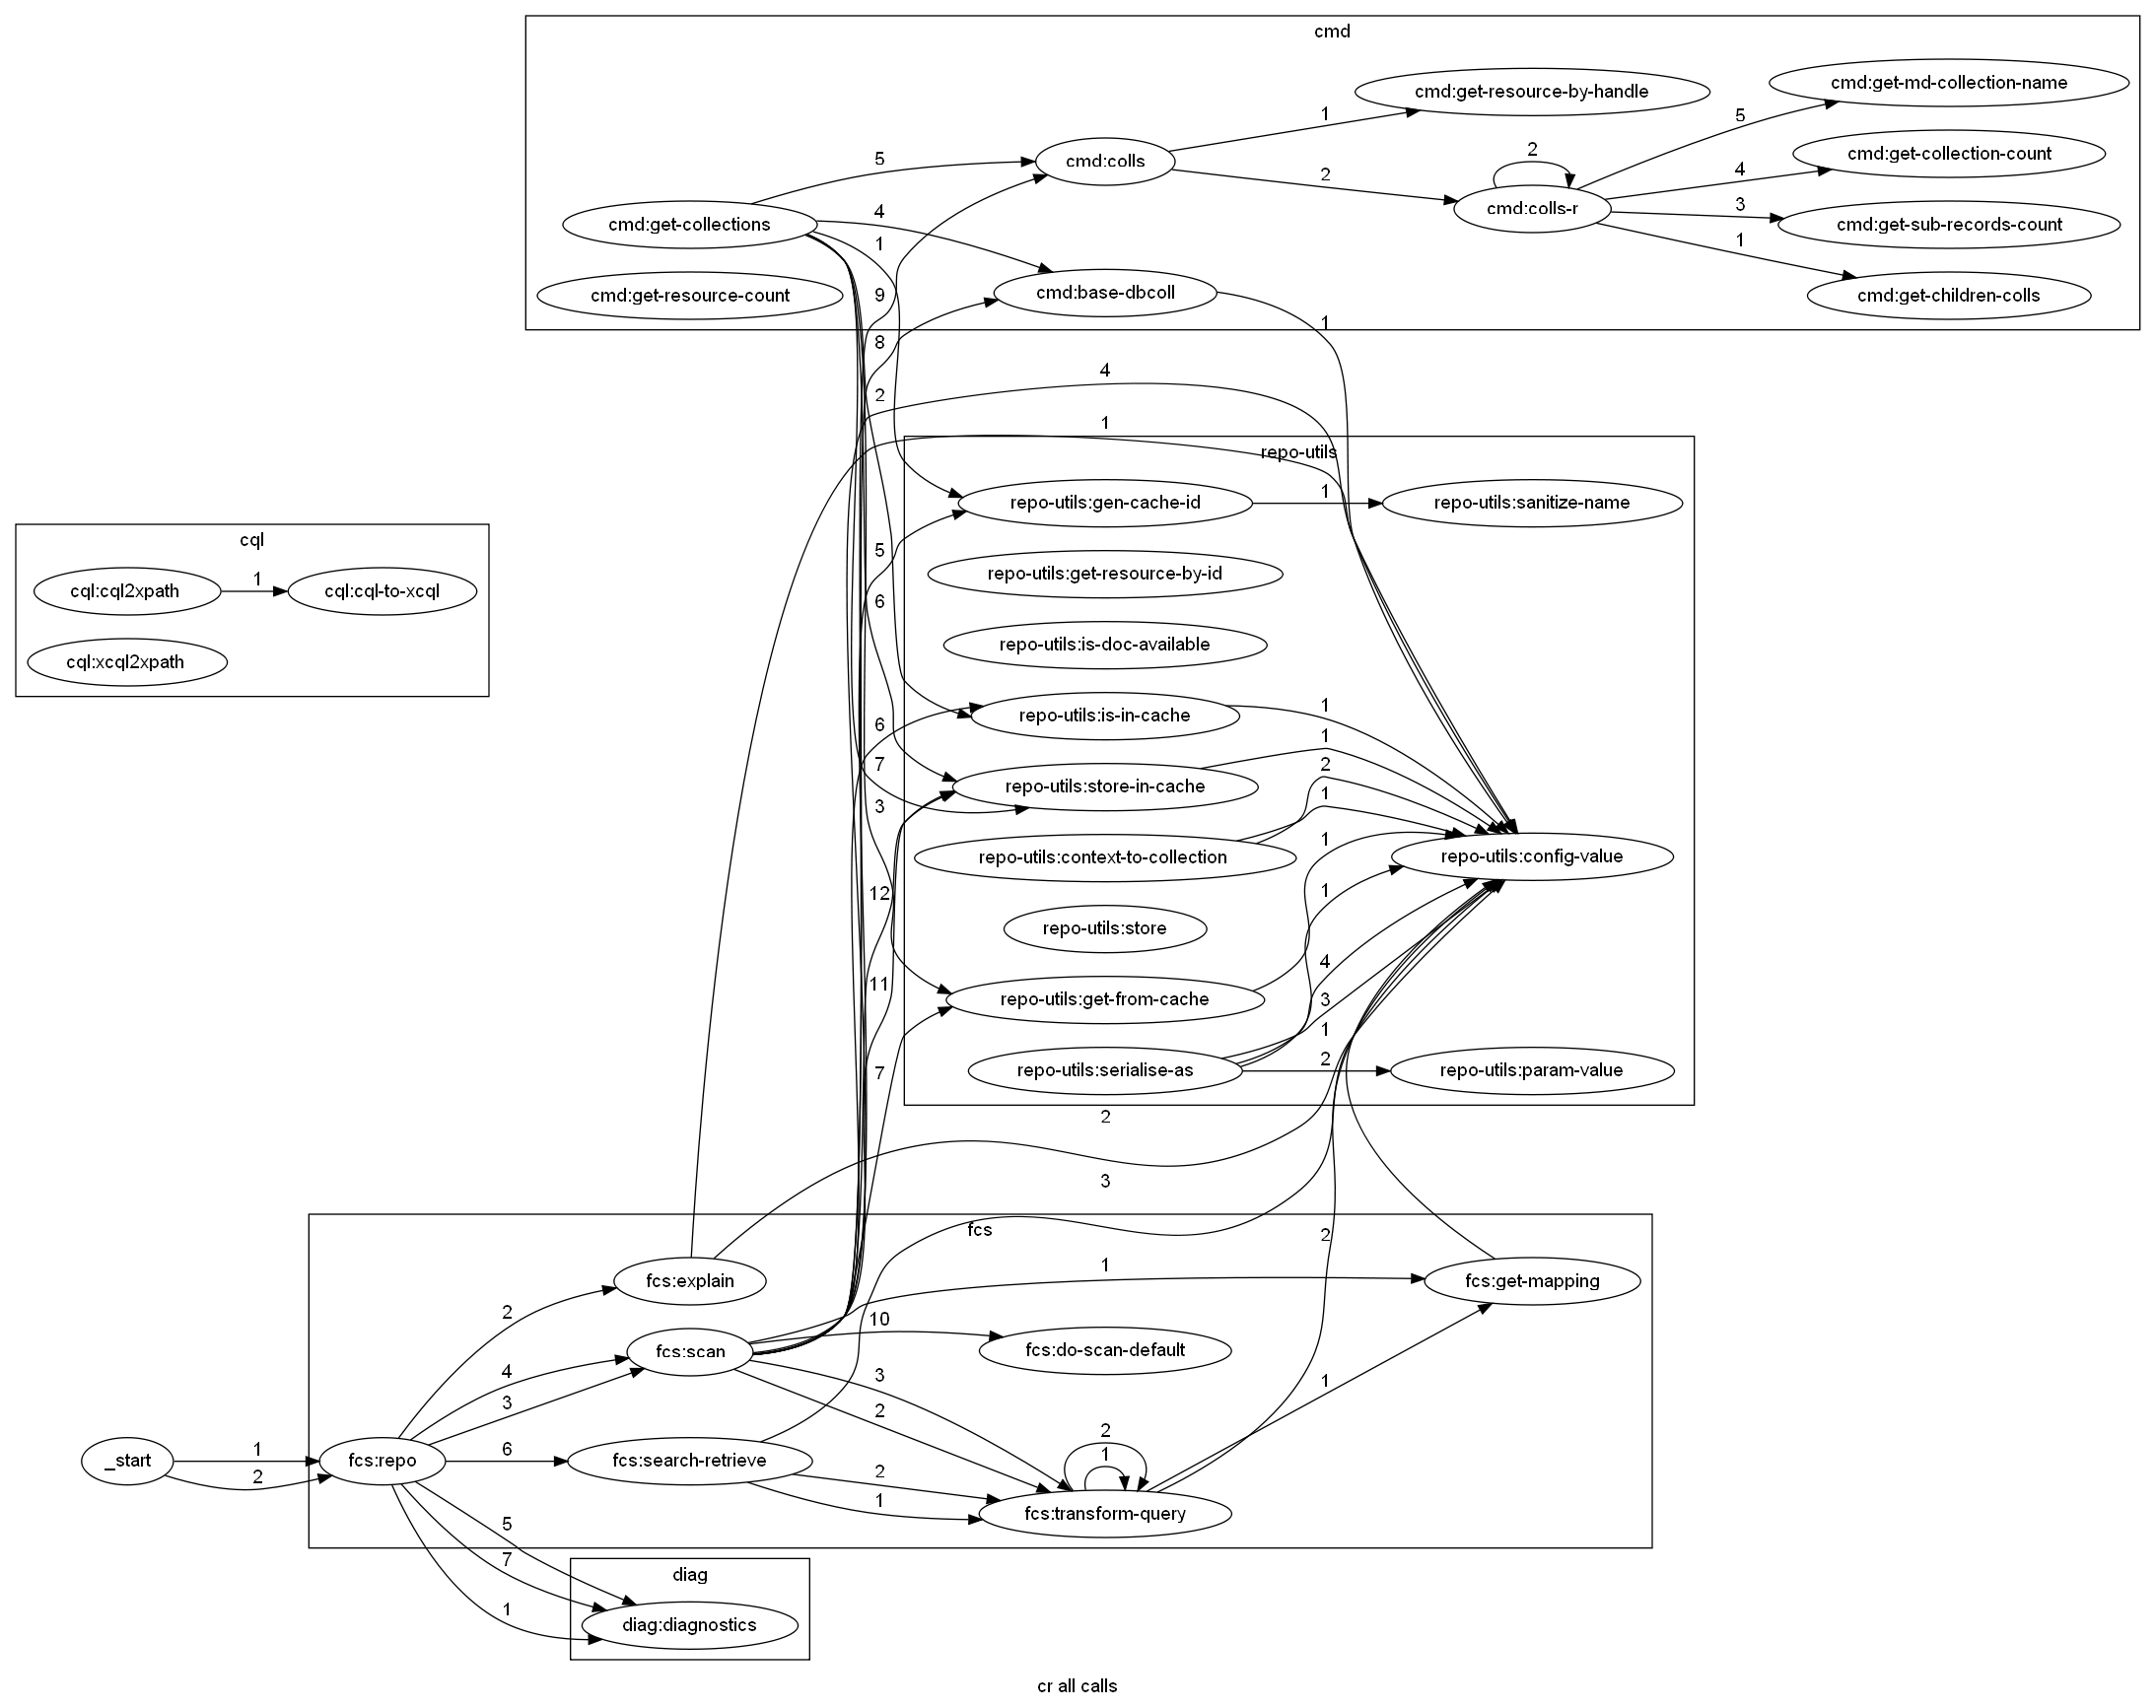 cmd
cmd:get-md-collection-name
cmd:get-resource-by-handle
1
5
2
cmd:get-collection-count
5
cmd:colls
2
4
cmd:colls-r
3
cmd:get-sub-records-count
4
cmd:get-collections
1
1
cmd:get-resource-count
9
cmd:base-dbcoll
cmd:get-children-colls
1
8
4
2
1
repo-utils
repo-utils:gen-cache-id
1
repo-utils:sanitize-name
cql
5
repo-utils:get-resource-by-id
cql:cql2xpath
1
cql:cql-to-xcql
6
repo-utils:is-doc-available
cql:xcql2xpath
6
repo-utils:is-in-cache
1
1
7
2
repo-utils:store-in-cache
3
1
1
repo-utils:context-to-collection
repo-utils:config-value
12
1
repo-utils:store
4
11
repo-utils:get-from-cache
3
1
7
repo-utils:serialise-as
2
repo-utils:param-value
2
3
fcs
2
fcs:explain
1
fcs:get-mapping
2
10
fcs:scan
fcs:do-scan-default
4
3
1
3
2
2
1
_start
1
2
fcs:repo
6
fcs:search-retrieve
2
1
fcs:transform-query
5
7
diag
1
diag:diagnostics
cr all calls